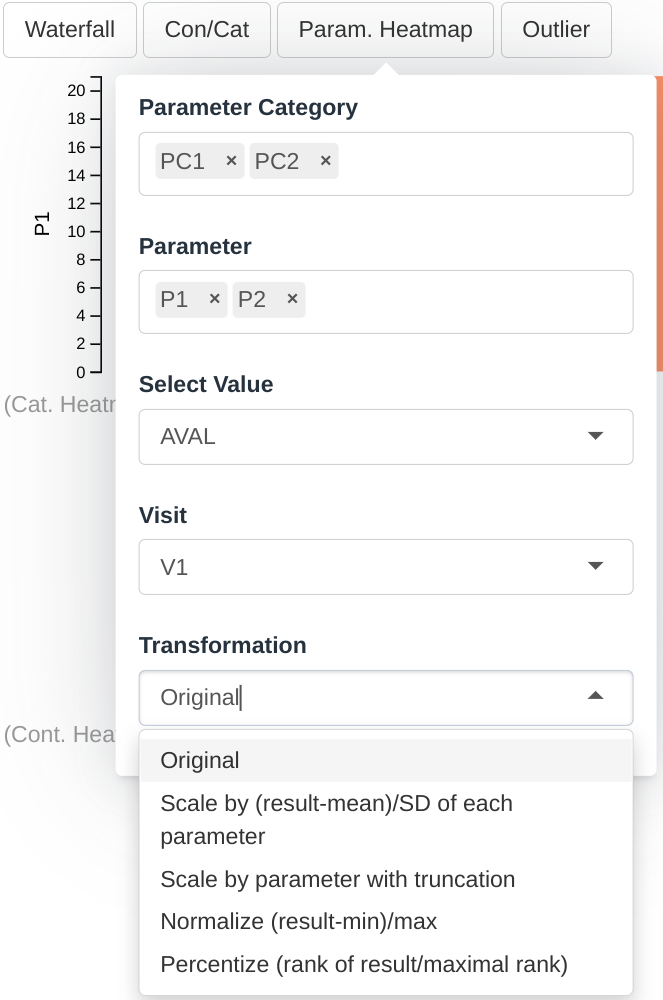 Waterfall Con/Cat Param. Heatmap Outlier
Parameter Category
PC1 × PC2 ×
Parameter
P1 × P2 ×
Select Value
AVAL
Visit
V1
Transformation
Original
Original
Scale by (result-mean)/SD of each
parameter
Scale by parameter with truncation
Normalize (result-min)/max
Percentize (rank of result/maximal rank)
P1
20
18
16
14
12
10
8
6
4
2
0
(Cat. Heatr
(Cont. Hea